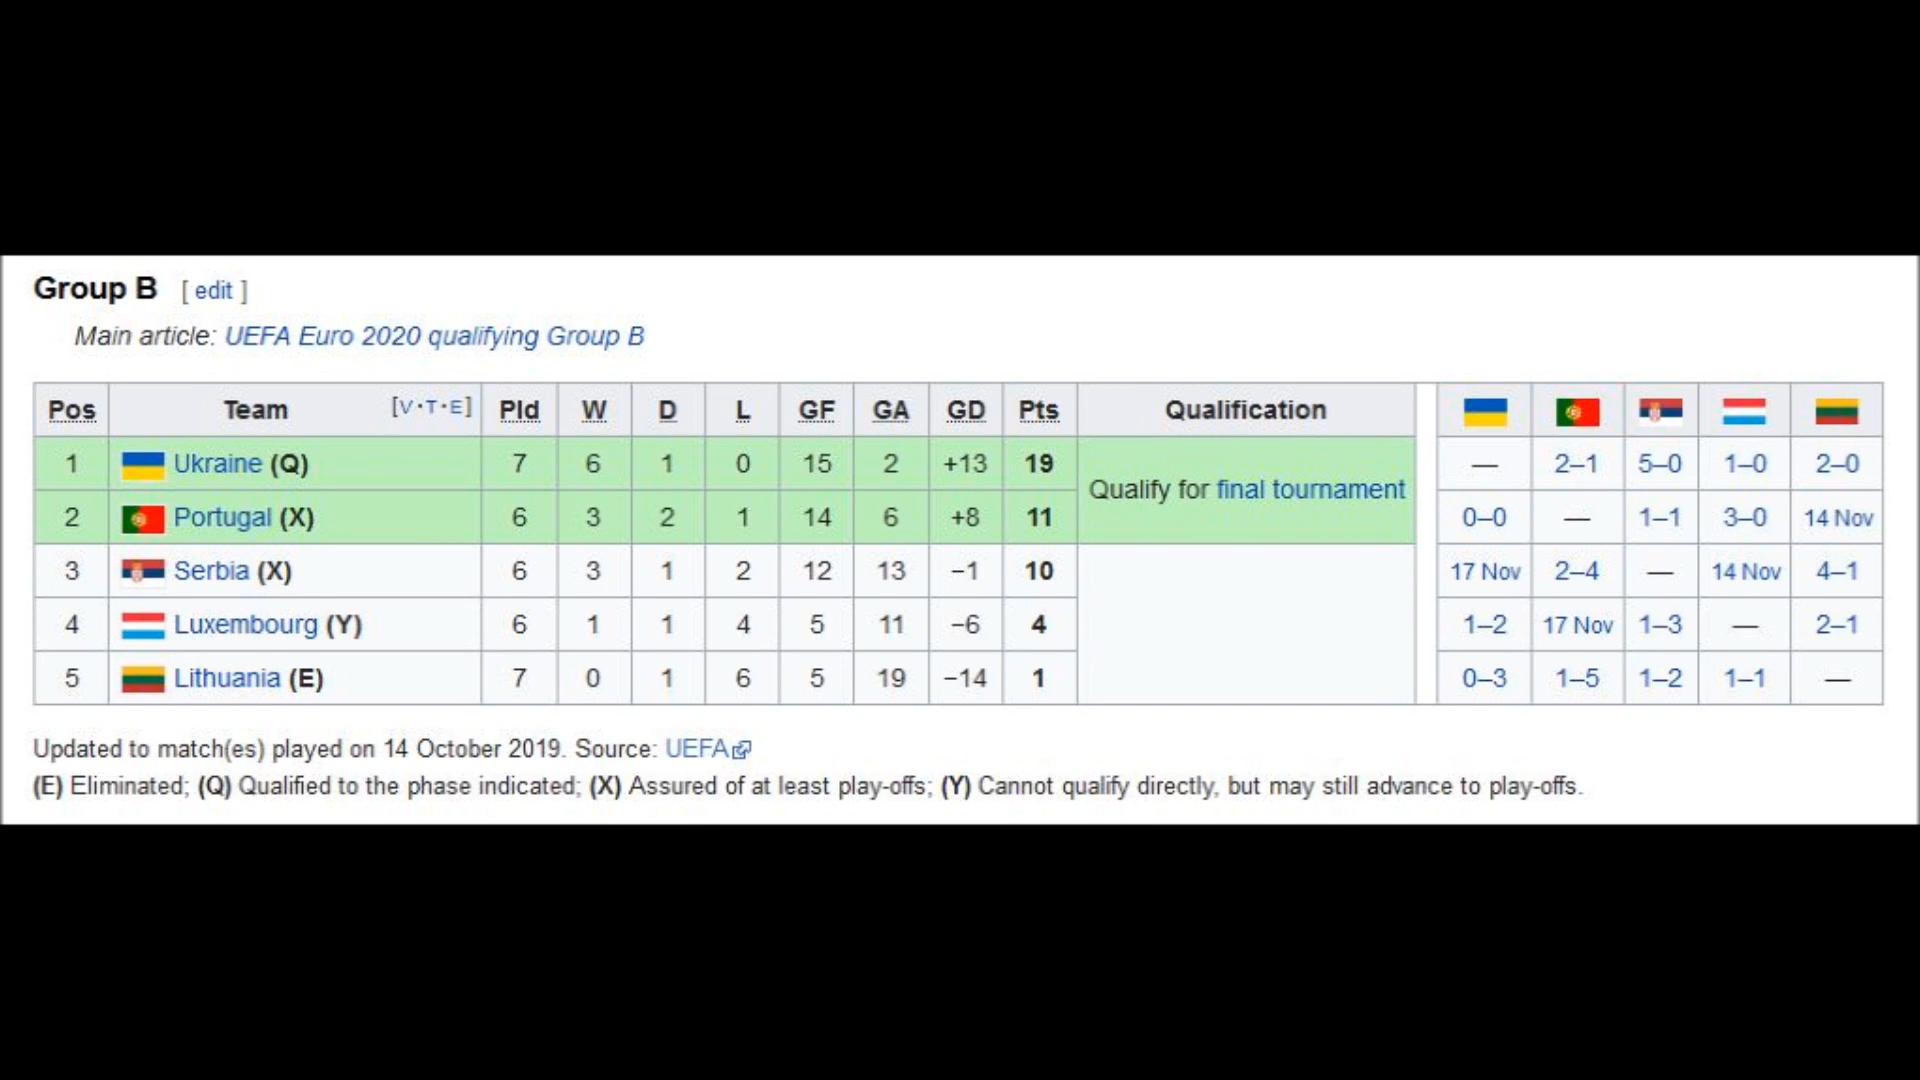 Group B [ edit ]
Main article: UEFA Euro 2020 qualifying Group B
Pos Team [V·T·E] Pld W D L GF GA GD Pts Qualification
1 Ukraine (Q) 7 6 1 0 15 2 +13 19 Qualify for final tournament — 2–1 5–0 1–0 2–0
2 Portugal (X) 6 3 2 1 14 6 +8 11 0–0 — 1–1 3–0 14 Nov
3 Serbia (X) 6 3 1 2 12 13 −1 10 17 Nov 2–4 — 14 Nov 4–1
4 Luxembourg (Y) 6 1 1 4 5 11 −6 4 1–2 17 Nov 1–3 — 2–1
5 Lithuania (E) 7 0 1 6 5 19 −14 1 0–3 1–5 1–2 1–1 —
Updated to match(es) played on 14 October 2019. Source: UEFA
(E) Eliminated; (Q) Qualified to the phase indicated; (X) Assured of at least play-offs; (Y) Cannot qualify directly, but may still advance to play-offs.